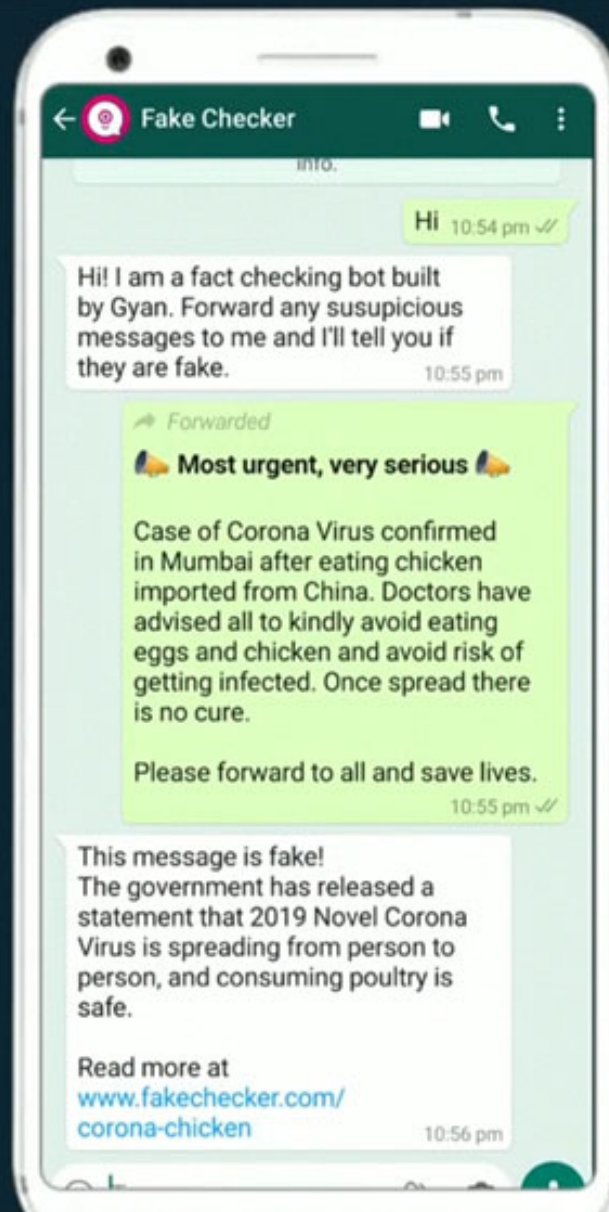 Fake Checker
info.
Hi 10:54 pm
Hi! I am a fact checking bot built
by Gyan. Forward any susupicious
messages to me and I'll tell you if
they are fake.
10:55 pm
Forwarded
Most urgent, very serious
Case of Corona Virus confirmed
in Mumbai after eating chicken
imported from China. Doctors have
advised all to kindly avoid eating
eggs and chicken and avoid risk of
getting infected. Once spread there
is no cure.
Please forward to all and save lives.
10:55 pm
This message is fake!
The government has released a
statement that 2019 Novel Corona
Virus is spreading from person to
person, and consuming poultry is
safe.
Read more at
www.fakechecker.com/
corona-chicken
10:56 pm